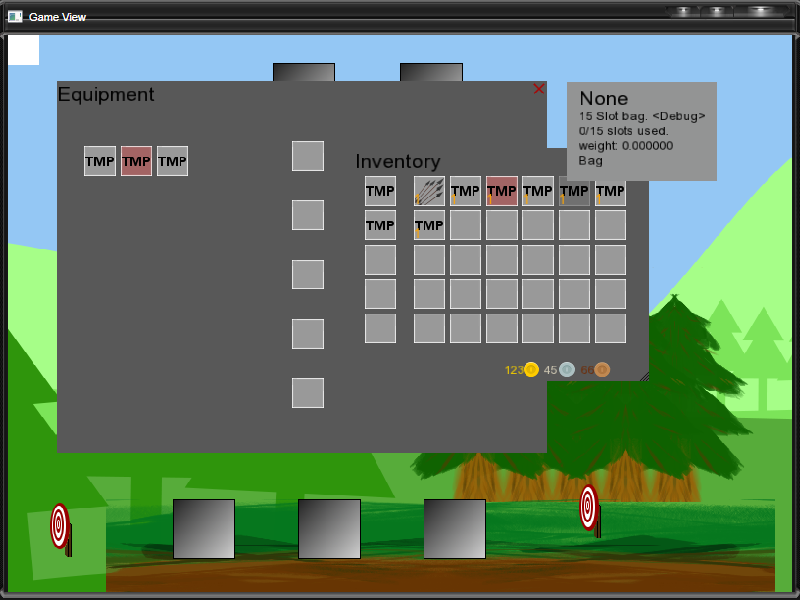 Game View
Equipment
None
15 Slot bag. <Debug>
0/15 slots used.
weight: 0.000000
Bag
TMP TMP TMP
Inventory
TMP TMP TMP TMP TMP TMP
TMP TMP
123 45 66